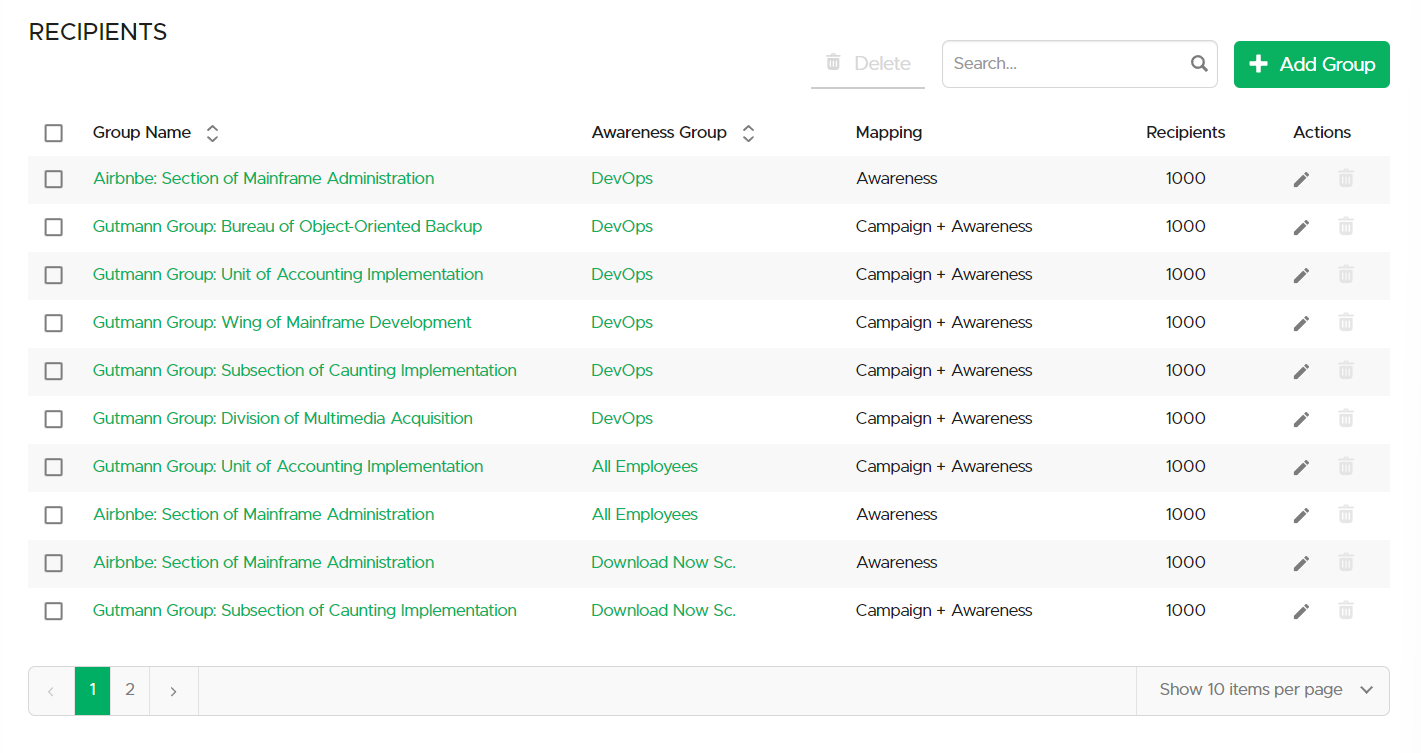 RECIPIENTS
Delete Search... Add Group
Group Name Awareness Group Mapping Recipients Actions
Airbnbe: Section of Mainframe Administration DevOps Awareness 1000
Gutmann Group: Bureau of Object-Oriented Backup DevOps Campaign + Awareness 1000
Gutmann Group: Unit of Accounting Implementation DevOps Campaign + Awareness 1000
Gutmann Group: Wing of Mainframe Development DevOps Campaign + Awareness 1000
Gutmann Group: Subsection of Caunting Implementation DevOps Campaign + Awareness 1000
Gutmann Group: Division of Multimedia Acquisition DevOps Campaign + Awareness 1000
Gutmann Group: Unit of Accounting Implementation All Employees Campaign + Awareness 1000
Airbnbe: Section of Mainframe Administration All Employees Awareness 1000
Airbnbe: Section of Mainframe Administration Download Now Sc. Awareness 1000
Gutmann Group: Subsection of Caunting Implementation Download Now Sc. Campaign + Awareness 1000
‹ 1 2 › Show 10 items per page